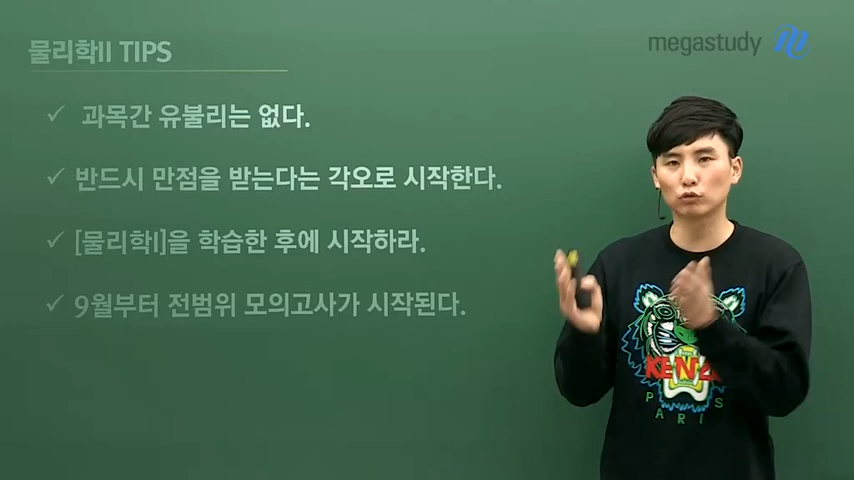 물리학II TIPS
megastudy
✓ 과목간 유불리는 없다.
✓ 반드시 만점을 받는다는 각오로 시작한다.
✓ [물리학I]을 학습한 후에 시작하라.
✓ 9월부터 전범위 모의고사가 시작된다.
KENZ
PARIS